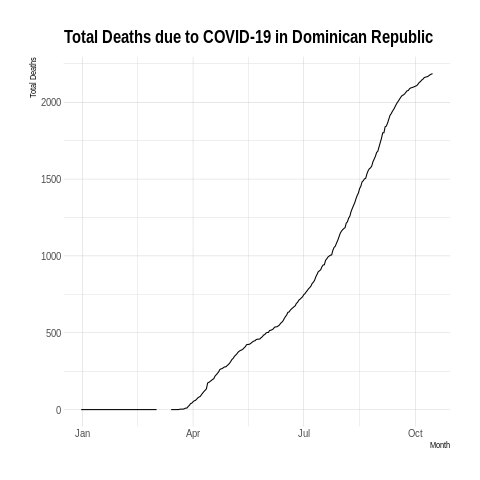 Total Deaths due to COVID-19 in Dominican Republic
Total Deaths
2000
1500
1000
500
0
Jan Apr Jul Oct
Month